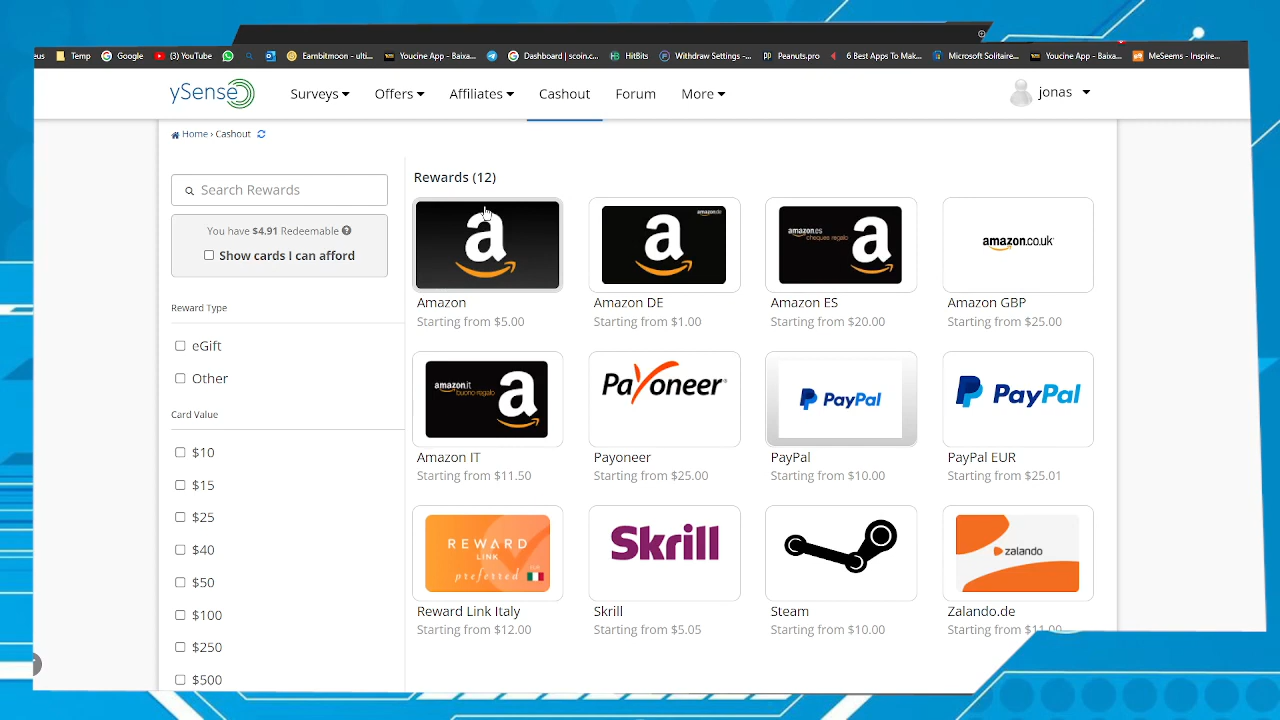 eus Temp Google (3) YouTube Earnbitmoon - ulti... Youcine App - Baixa... Dashboard | scoin.c... HitBits Withdraw Settings -... Peanuts.pro 6 Best Apps To Mak... Microsoft Solitaire... Youcine App - Baixa... MeSeems - Inspire...
ySense Surveys Offers Affiliates Cashout Forum More jonas
Home › Cashout
Search Rewards
You have $4.91 Redeemable
Show cards I can afford
Reward Type
eGift
Other
Card Value
$10
$15
$25
$40
$50
$100
$250
$500
Rewards (12)
a
Amazon
Starting from $5.00
amazon.de
a
Amazon DE
Starting from $1.00
amazon.es
cheques regalo
a
Amazon ES
Starting from $20.00
amazon.co.uk
Amazon GBP
Starting from $25.00
amazon.it
buono regalo
a
Amazon IT
Starting from $11.50
Payoneer
Payoneer
Starting from $25.00
PayPal
PayPal
Starting from $10.00
PayPal
PayPal EUR
Starting from $25.01
REWARD
LINK
preferred
Reward Link Italy
Starting from $12.00
Skrill
Skrill
Starting from $5.05
Steam
Starting from $10.00
zalando
Zalando.de
Starting from $11.00